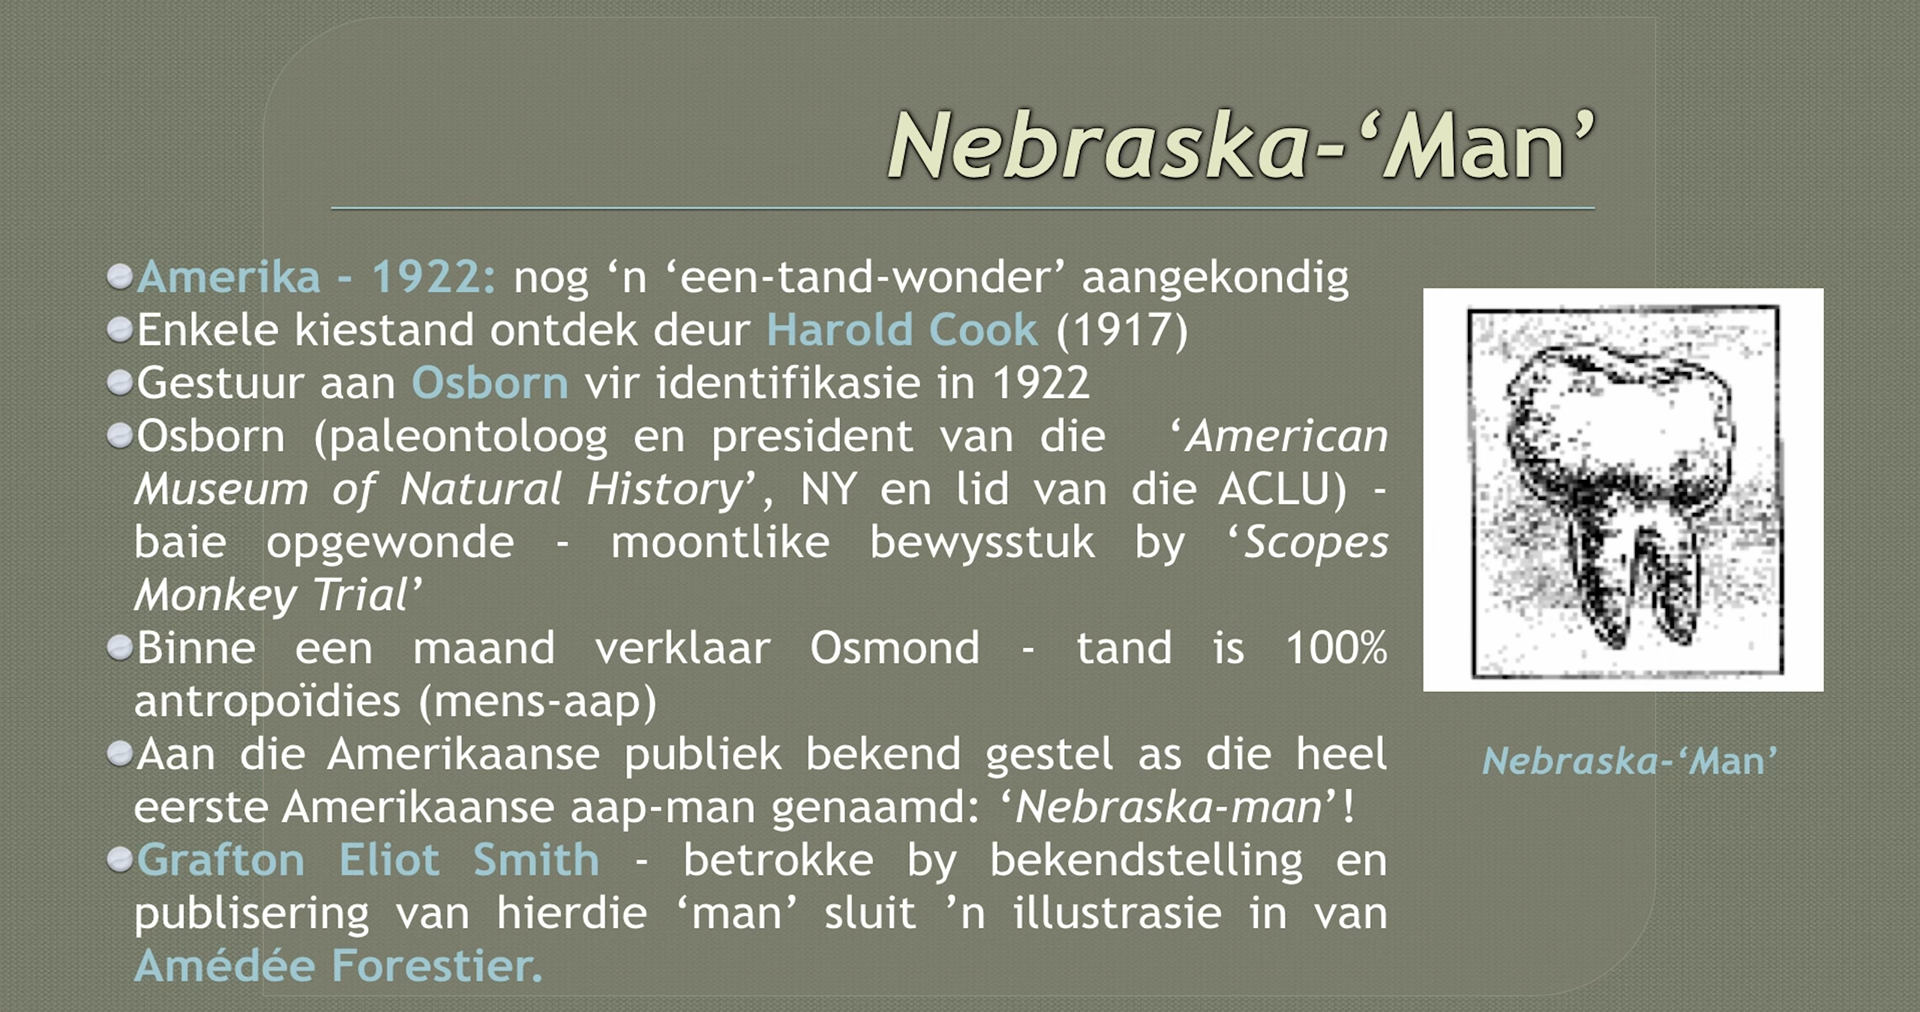 Nebraska-‘Man’
Amerika - 1922: nog ‘n ‘een-tand-wonder’ aangekondig
Enkele kiestand ontdek deur Harold Cook (1917)
Gestuur aan Osborn vir identifikasie in 1922
Osborn (paleontoloog en president van die ‘American
Museum of Natural History’, NY en lid van die ACLU) -
baie opgewonde - moontlike bewysstuk by ‘Scopes
Monkey Trial’
Binne een maand verklaar Osmond - tand is 100%
antropoïdies (mens-aap)
Aan die Amerikaanse publiek bekend gestel as die heel
eerste Amerikaanse aap-man genaamd: ‘Nebraska-man’!
Grafton Eliot Smith - betrokke by bekendstelling en
publisering van hierdie ‘man’ sluit ’n illustrasie in van
Amédée Forestier.
Nebraska-‘Man’